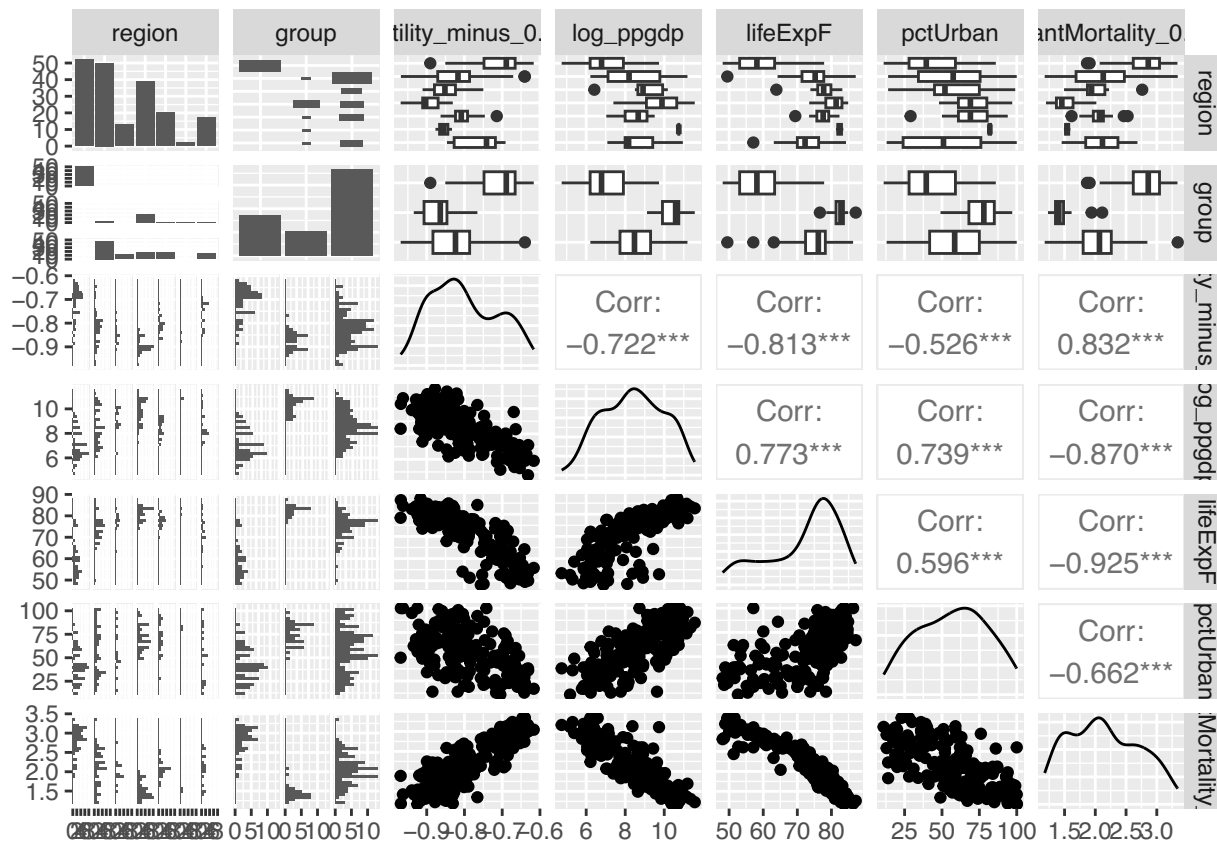 region group tility_minus_0. log_ppgdp lifeExpF pctUrban antMortality_0.
50
40
30
20
10
0
region
group
−0.6
−0.7
−0.8
−0.9
Corr: Corr: Corr: Corr:
−0.722*** −0.813*** −0.526*** 0.832***
ty_minus_
10
8
6
Corr: Corr: Corr:
0.773*** 0.739*** −0.870***
log_ppgdp
90
80
70
60
50
Corr: Corr:
0.596*** −0.925***
lifeExpF
100
75
50
25
Corr:
−0.662***
pctUrban
3.5
3.0
2.5
2.0
1.5
tMortality_
0 5 10 0 5 10 0 5 10 −0.9 −0.8 −0.7 −0.6 6 8 10 50 60 70 80 25 50 75 100 1.5 2.0 2.5 3.0